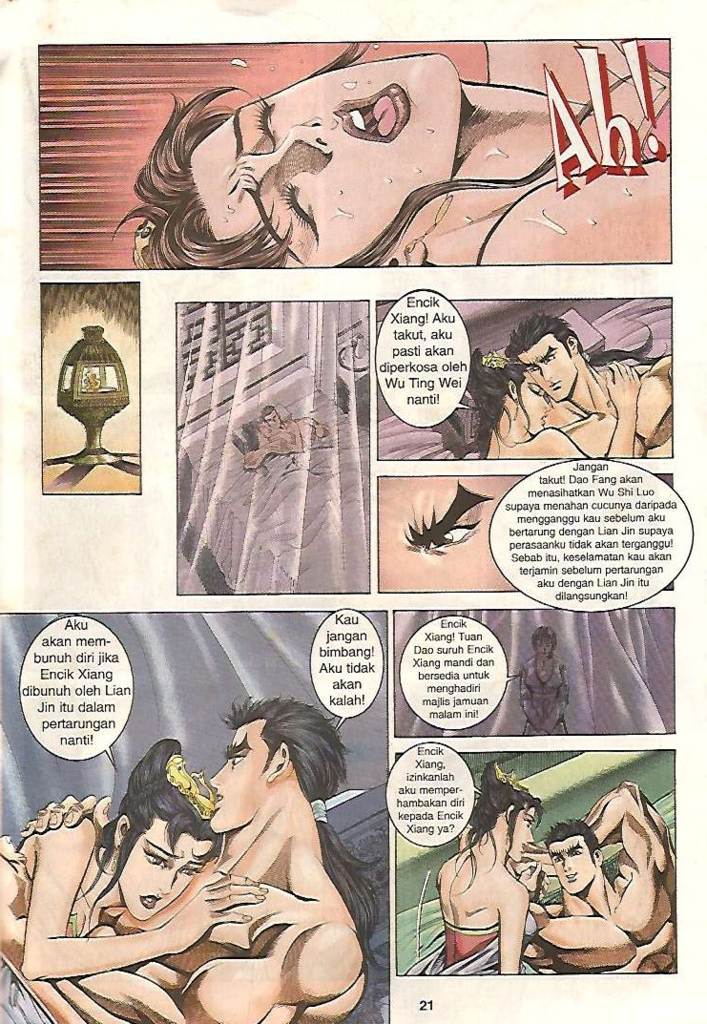 Ah!
Encik
Xiang! Aku
takut, aku
pasti akan
diperkosa oleh
Wu Ting Wei
nanti!
Jangan
takut! Dao Fang akan
menasihatkan Wu Shi Luo
supaya menahan cucunya daripada
mengganggu kau sebelum aku
bertarung dengan Lian Jin supaya
perasaanku tidak akan terganggu!
Sebab itu, keselamatan kau akan
terjamin sebelum pertarungan
aku dengan Lian Jin itu
dilangsungkan!
Aku
akan mem-
bunuh diri jika
Encik Xiang
dibunuh oleh Lian
Jin itu dalam
pertarungan
nanti!
Kau
jangan
bimbang!
Aku tidak
akan
kalah!
Encik
Xiang! Tuan
Dao suruh Encik
Xiang mandi dan
bersedia untuk
menghadiri
majlis jamuan
malam ini!
Encik
Xiang,
izinkanlah
aku memper-
hambakan diri
kepada Encik
Xiang ya?
21